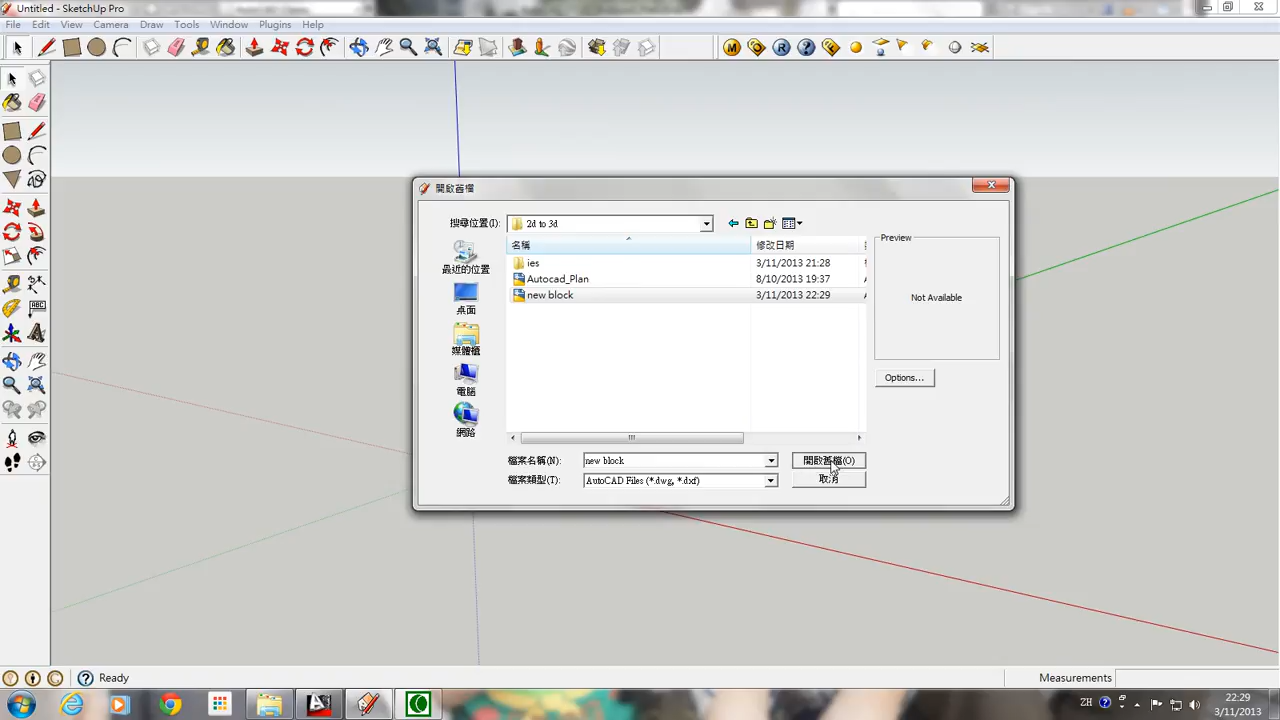 Untitled - SketchUp Pro
File Edit View Camera Draw Tools Window Plugins Help
開啟舊檔
搜尋位置(I): 2d to 3d
名稱 修改日期
ies 3/11/2013 21:28
Autocad_Plan 8/10/2013 19:37
new block 3/11/2013 22:29
最近的位置
桌面
媒體櫃
電腦
網路
Preview
Not Available
Options...
檔案名稱(N): new block 開啟舊檔(O)
檔案類型(T): AutoCAD Files (*.dwg, *.dxf) 取消
ABC
Ready
Measurements
ZH
22:29
3/11/2013